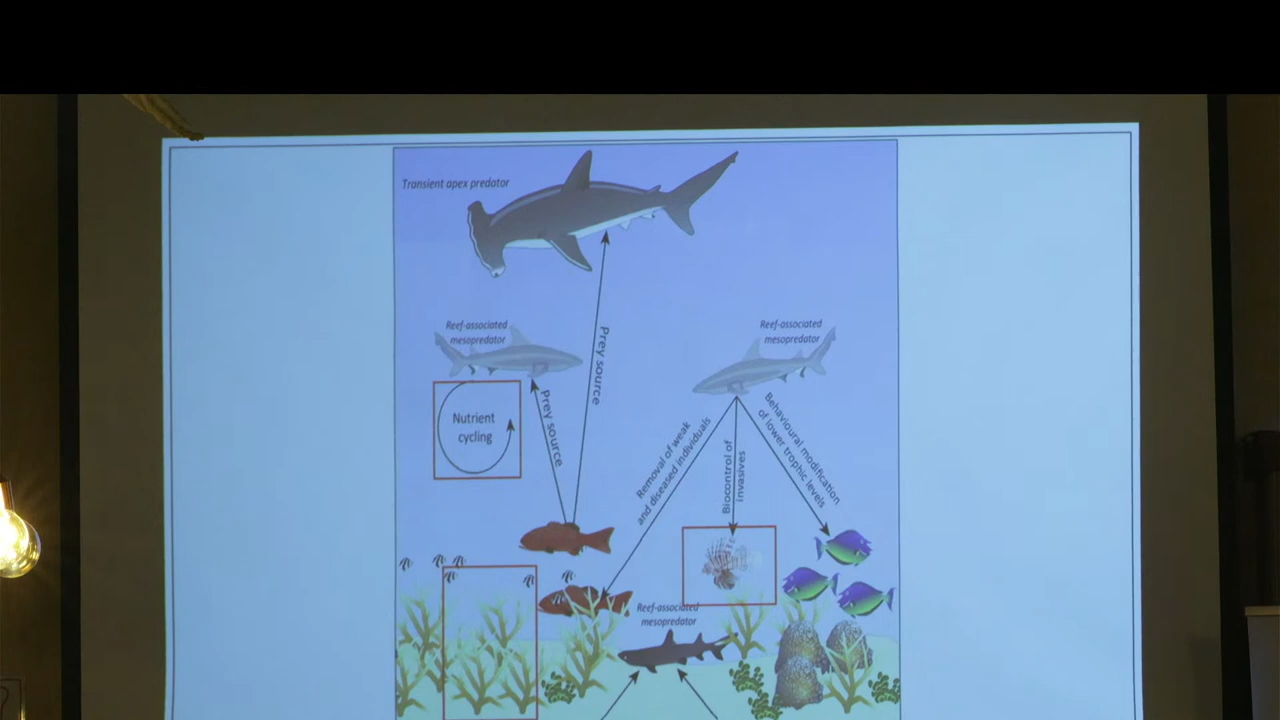 Transient apex predator
Reef-associated
mesopredator
Reef-associated
mesopredator
Prey source
Nutrient
cycling
Prey source
Removal of weak
and diseased individuals
Biocontrol of
invasives
Behavioural modification
of lower trophic levels
Reef-associated
mesopredator